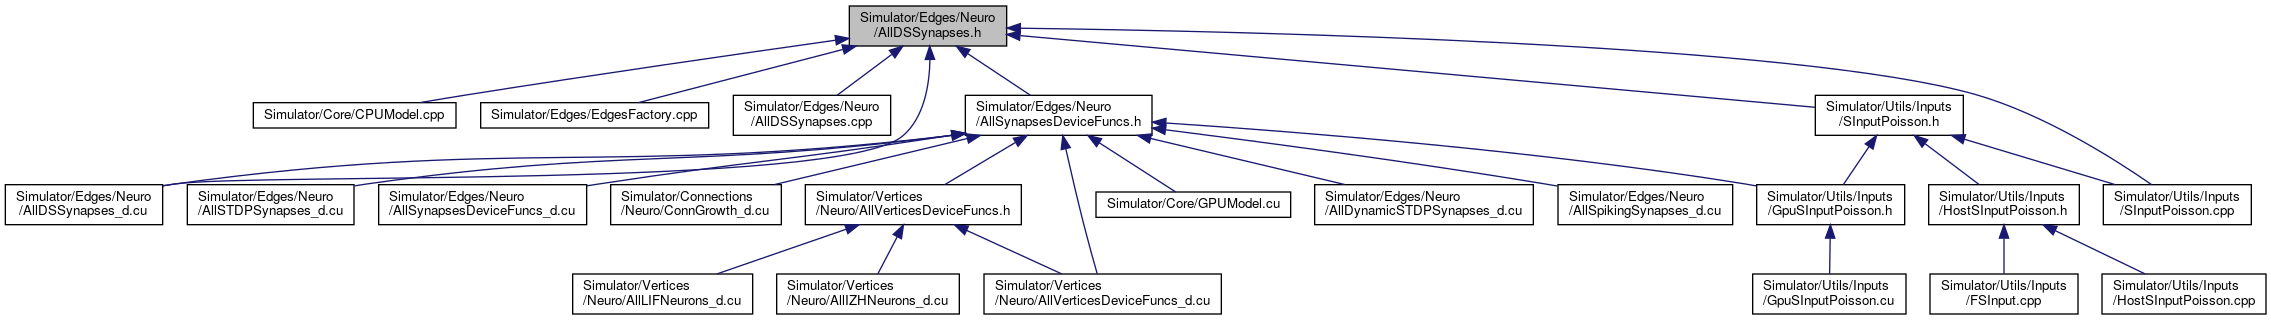 Simulator/Edges/Neuro
/AllDSSynapses.h
Simulator/Core/CPUModel.cpp
Simulator/Edges/EdgesFactory.cpp
Simulator/Edges/Neuro
/AllDSSynapses.cpp
Simulator/Edges/Neuro
/AllSynapsesDeviceFuncs.h
Simulator/Utils/Inputs
/SInputPoisson.h
Simulator/Edges/Neuro
/AllDSSynapses_d.cu
Simulator/Edges/Neuro
/AllSTDPSynapses_d.cu
Simulator/Edges/Neuro
/AllSynapsesDeviceFuncs_d.cu
Simulator/Connections
/Neuro/ConnGrowth_d.cu
Simulator/Vertices
/Neuro/AllVerticesDeviceFuncs.h
Simulator/Core/GPUModel.cu
Simulator/Edges/Neuro
/AllDynamicSTDPSynapses_d.cu
Simulator/Edges/Neuro
/AllSpikingSynapses_d.cu
Simulator/Utils/Inputs
/GpuSInputPoisson.h
Simulator/Utils/Inputs
/HostSInputPoisson.h
Simulator/Utils/Inputs
/SInputPoisson.cpp
Simulator/Vertices
/Neuro/AllLIFNeurons_d.cu
Simulator/Vertices
/Neuro/AllIZHNeurons_d.cu
Simulator/Vertices
/Neuro/AllVerticesDeviceFuncs_d.cu
Simulator/Utils/Inputs
/GpuSInputPoisson.cu
Simulator/Utils/Inputs
/FSInput.cpp
Simulator/Utils/Inputs
/HostSInputPoisson.cpp